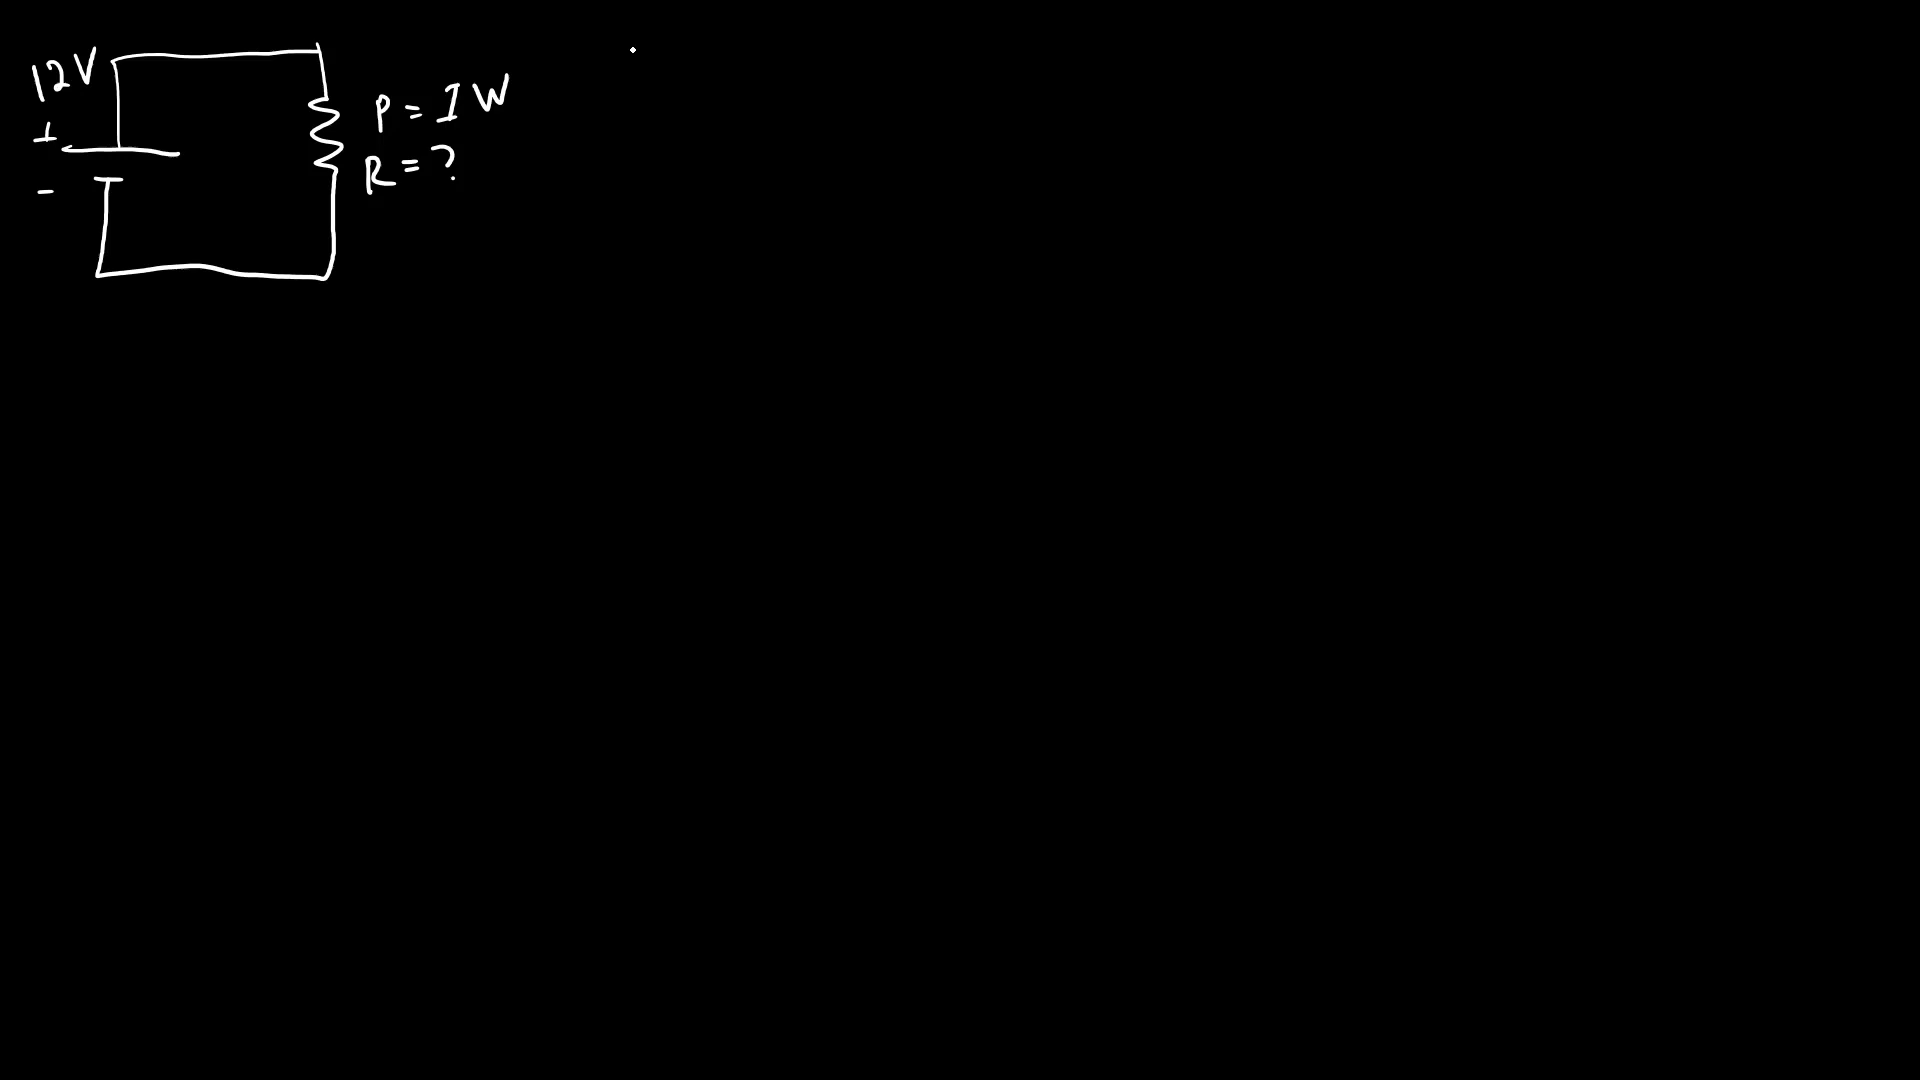 12V
+
P = 1 W
R = ?
-